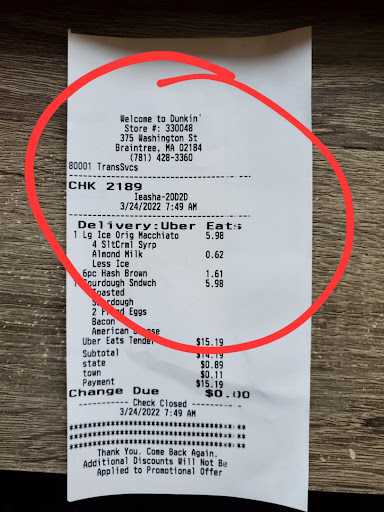 Welcome to Dunkin'
Store #: 330048
375 Washington St
Braintree, MA 02184
(781) 428-3360
80001 TransSvcs
CHK 2189
Ieasha-20D2D
3/24/2022 7:49 AM
Delivery:Uber Eats
1 Lg Ice Orig Macchiato 5.98
4 SltCrml Syrp
Almond Milk 0.62
Less Ice
6pc Hash Brown 1.61
1 Sourdough Sndwch 5.98
Toasted
Sourdough
2 Fried Eggs
Bacon
American Cheese
Uber Eats Tender $15.19
Subtotal $14.19
state $0.89
town $0.11
Payment $15.19
Change Due $0.00
Check Closed
3/24/2022 7:49 AM
Thank You. Come Back Again.
Additional Discounts Will Not Be
Applied to Promotional Offer